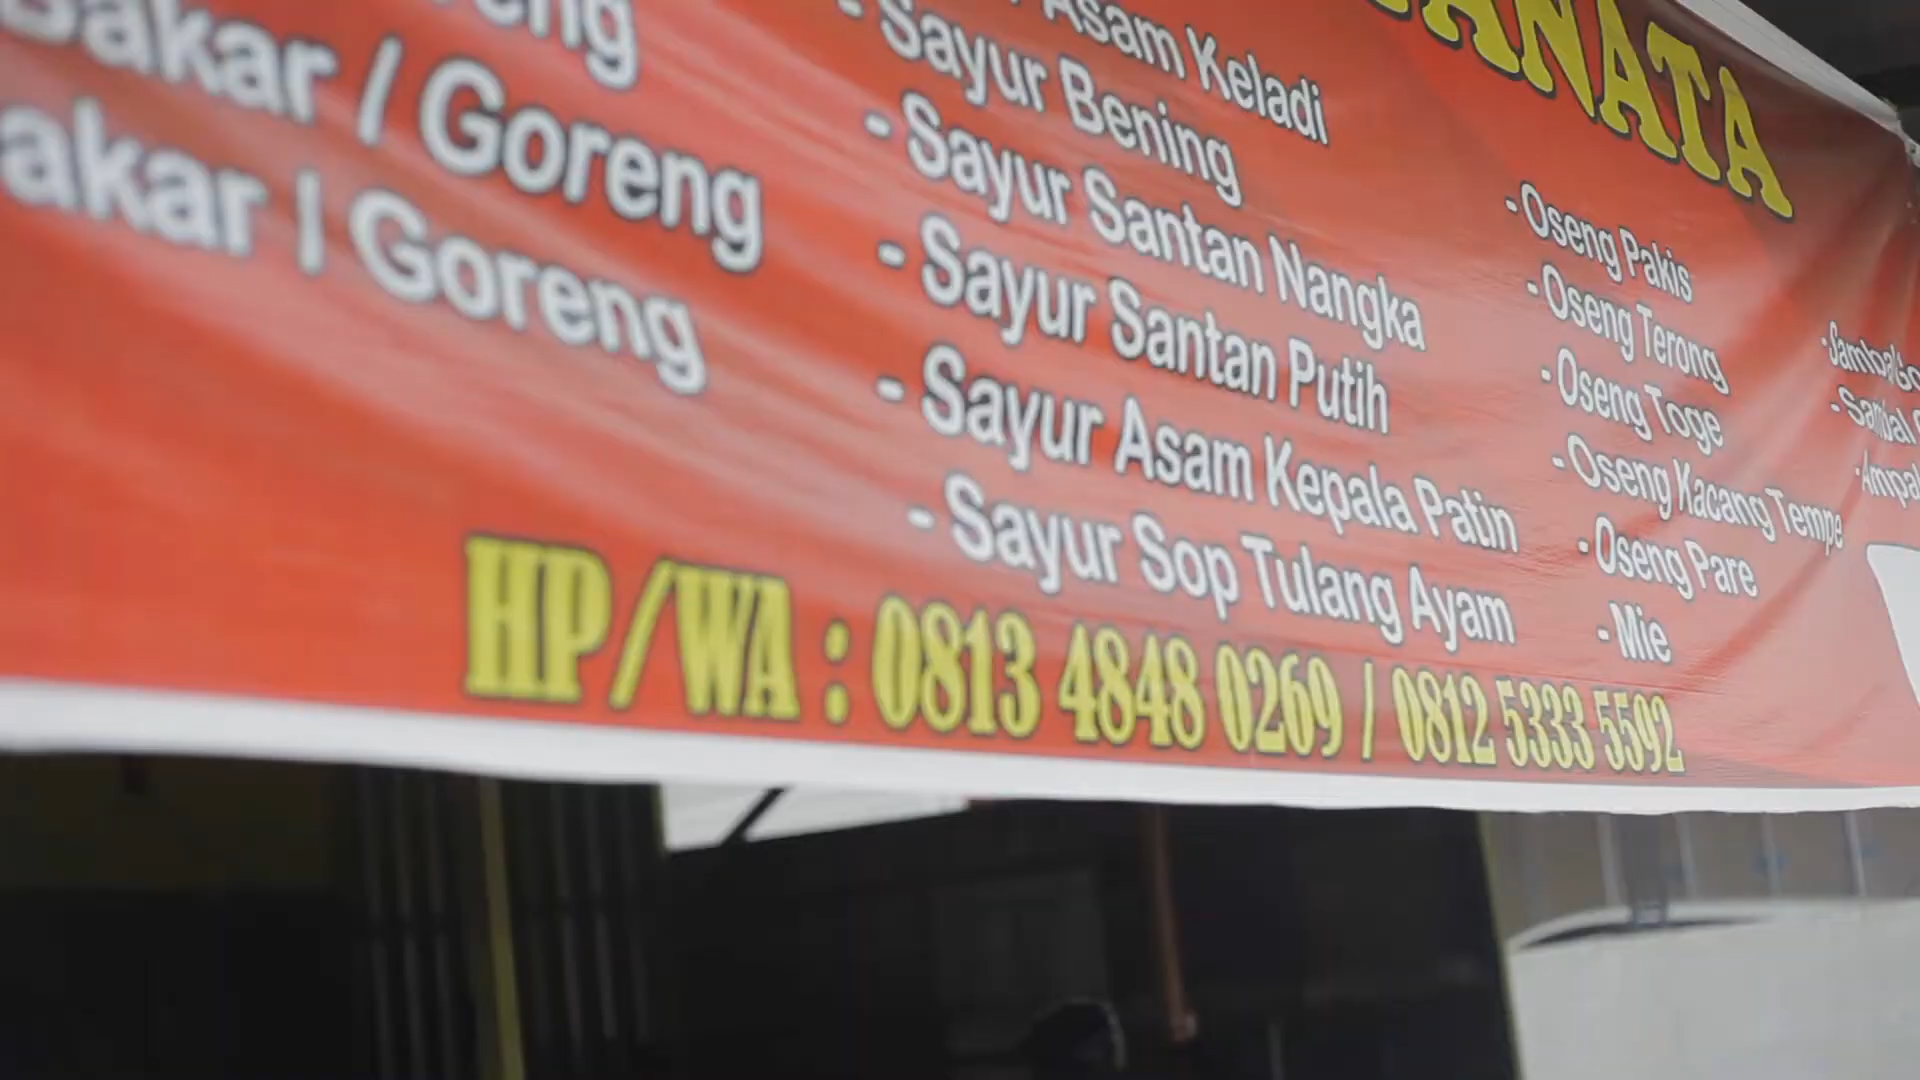 ANATA
Goreng
Bakar / Goreng
akar / Goreng
Asam Keladi
- Sayur Bening
- Sayur Santan Nangka
- Sayur Santan Putih
- Sayur Asam Kepala Patin
- Sayur Sop Tulang Ayam
- Oseng Pakis
- Oseng Terong
- Oseng Toge
- Oseng Kacang Tempe
- Oseng Pare
- Mie
HP/WA : 0813 4848 0269 / 0812 5333 5592